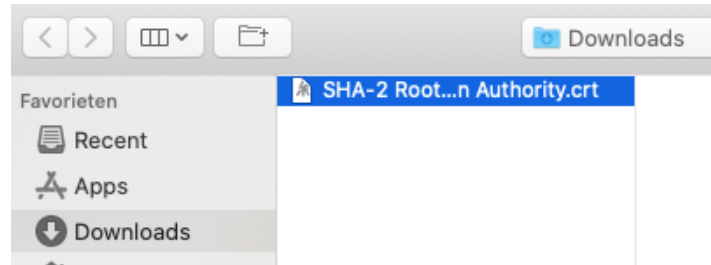 Downloads
Favorieten
SHA-2 Root...n Authority.crt
Recent
Apps
Downloads